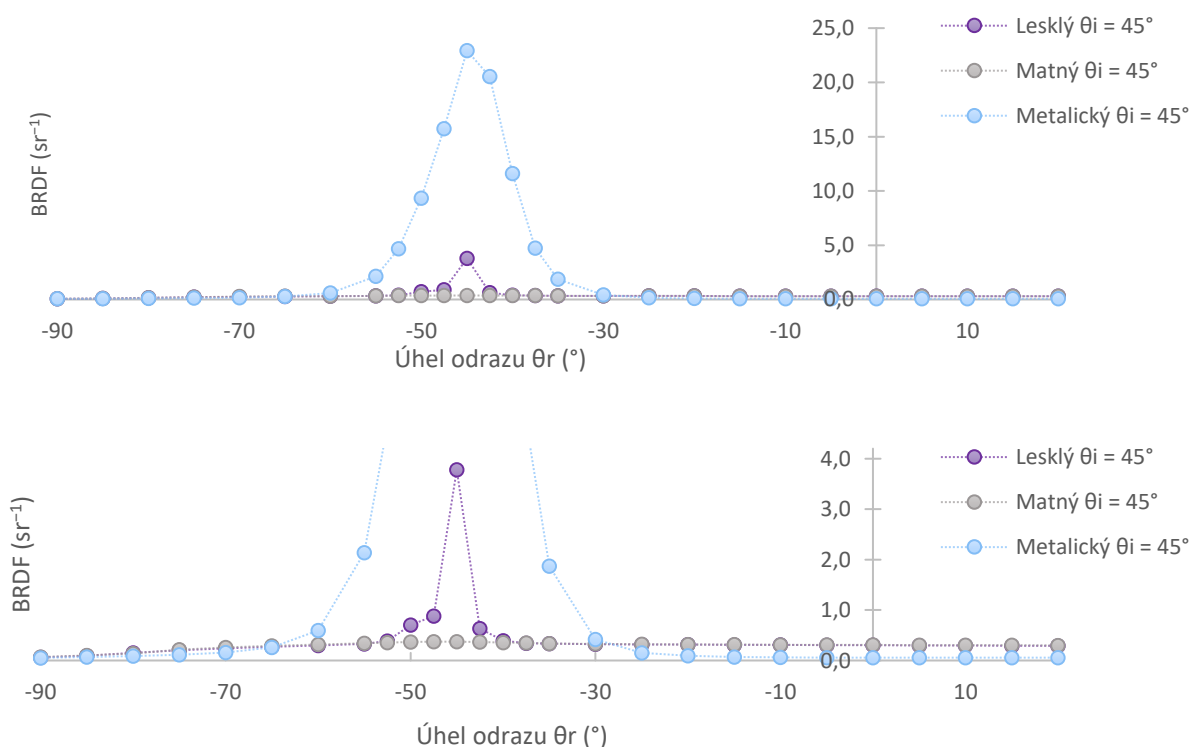 25,0
20,0
15,0
10,0
5,0
0,0
BRDF (sr⁻¹)
-90
-70
-50
-30
-10
10
Úhel odrazu θr (°)
Lesklý θi = 45°
Matný θi = 45°
Metalický θi = 45°
4,0
3,0
2,0
1,0
0,0
BRDF (sr⁻¹)
-90
-70
-50
-30
-10
10
Úhel odrazu θr (°)
Lesklý θi = 45°
Matný θi = 45°
Metalický θi = 45°